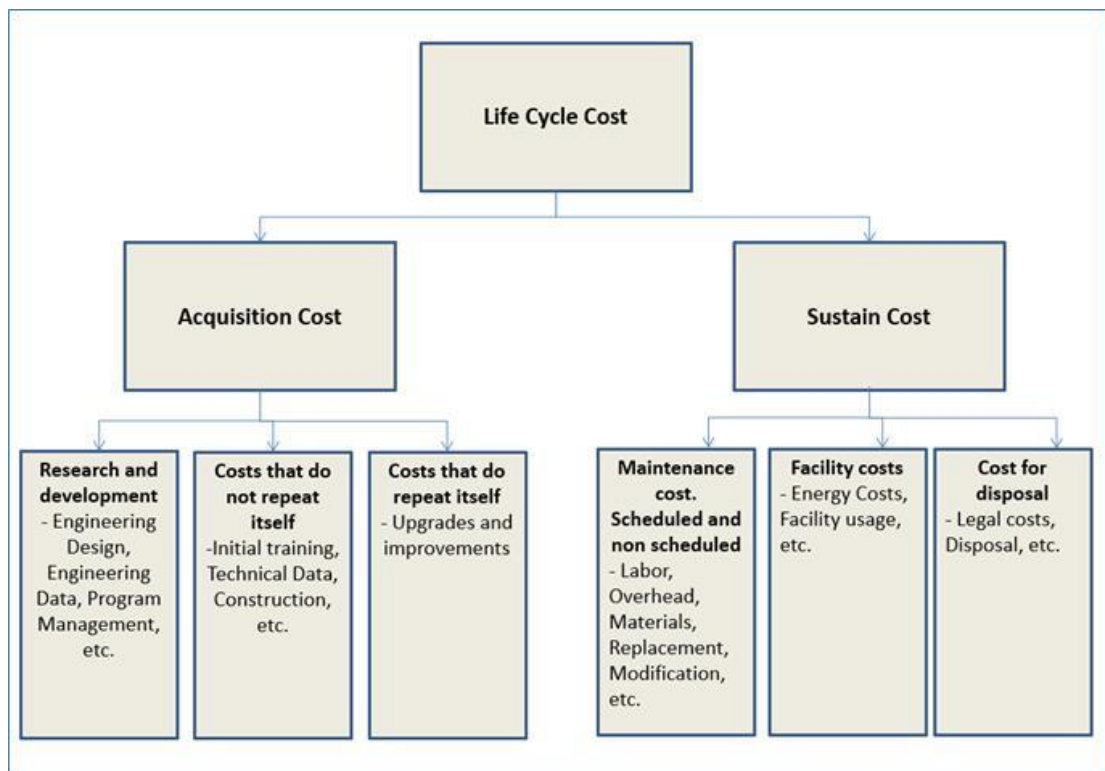 Life Cycle Cost
Acquisition Cost
Sustain Cost
Research and
development
- Engineering
Design,
Engineering
Data, Program
Management,
etc.
Costs that do
not repeat
itself
-Initial training,
Technical Data,
Construction,
etc.
Costs that do
repeat itself
- Upgrades and
improvements
Maintenance
cost.
Scheduled and
non scheduled
- Labor,
Overhead,
Materials,
Replacement,
Modification,
etc.
Facility costs
- Energy Costs,
Facility usage,
etc.
Cost for
disposal
- Legal costs,
Disposal, etc.